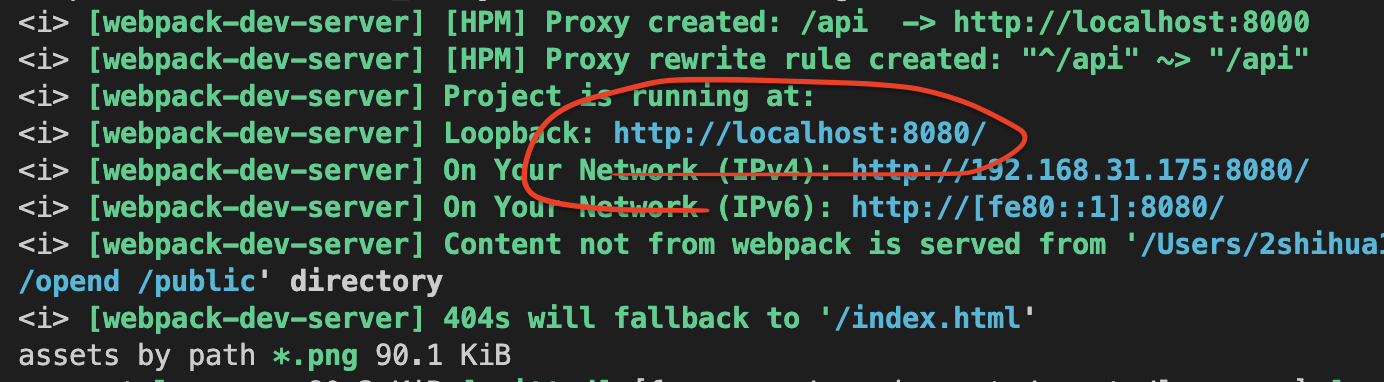 <i> [webpack-dev-server] [HPM] Proxy created: /api  -> http://localhost:8000
<i> [webpack-dev-server] [HPM] Proxy rewrite rule created: "^/api" ~> "/api"
<i> [webpack-dev-server] Project is running at:
<i> [webpack-dev-server] Loopback: http://localhost:8080/
<i> [webpack-dev-server] On Your Network (IPv4): http://192.168.31.175:8080/
<i> [webpack-dev-server] On Your Network (IPv6): http://[fe80::1]:8080/
<i> [webpack-dev-server] Content not from webpack is served from '/Users/2shihua1
/opend /public' directory
<i> [webpack-dev-server] 404s will fallback to '/index.html'
assets by path *.png 90.1 KiB